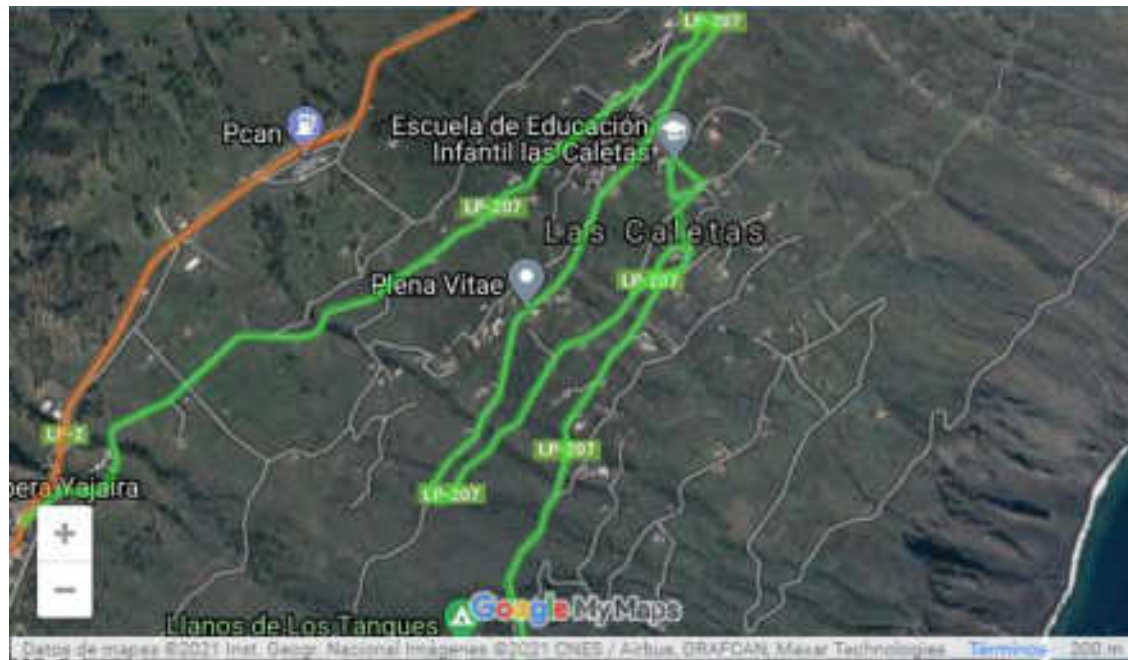 LP-207
Pcan
Escuela de Educación
Infantil las Caletas
LP-207
Las Caletas
Plena Vitae
LP-207
LP-2
LP-207
Yajaira
LP-207
+
−
Google My Maps
Llanos de Los Tanques
Datos de mapas ©2021 Inst. Geogr. Nacional Imágenes ©2021 CNES / Airbus, GRAFCAN, Maxar Technologies
Términos
200 m